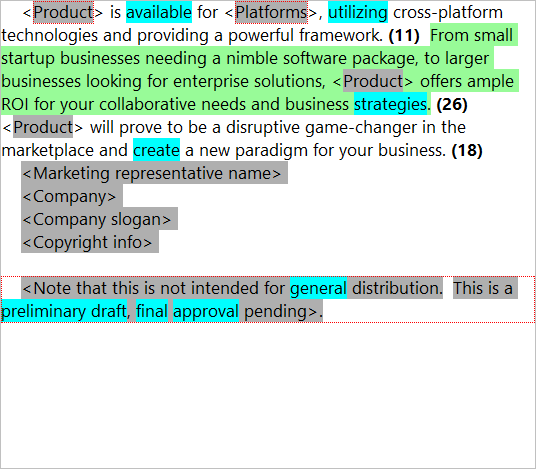 <Product> is available for <Platforms>, utilizing cross-platform
technologies and providing a powerful framework. (11) From small
startup businesses needing a nimble software package, to larger
businesses looking for enterprise solutions, <Product> offers ample
ROI for your collaborative needs and business strategies. (26)
<Product> will prove to be a disruptive game-changer in the
marketplace and create a new paradigm for your business. (18)
<Marketing representative name>
<Company>
<Company slogan>
<Copyright info>
<Note that this is not intended for general distribution. This is a
preliminary draft, final approval pending>.